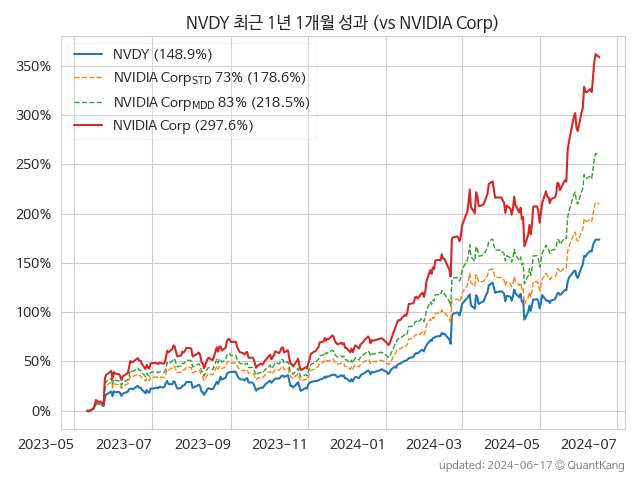 NVDY 최근 1년 1개월 성과 (vs NVIDIA Corp)
NVDY (148.9%)
NVIDIA CorpSTD 73% (178.6%)
NVIDIA CorpMDD 83% (218.5%)
NVIDIA Corp (297.6%)
350%
300%
250%
200%
150%
100%
50%
0%
2023-05 2023-07 2023-09 2023-11 2024-01 2024-03 2024-05 2024-07
updated: 2024-06-17 © QuantKang